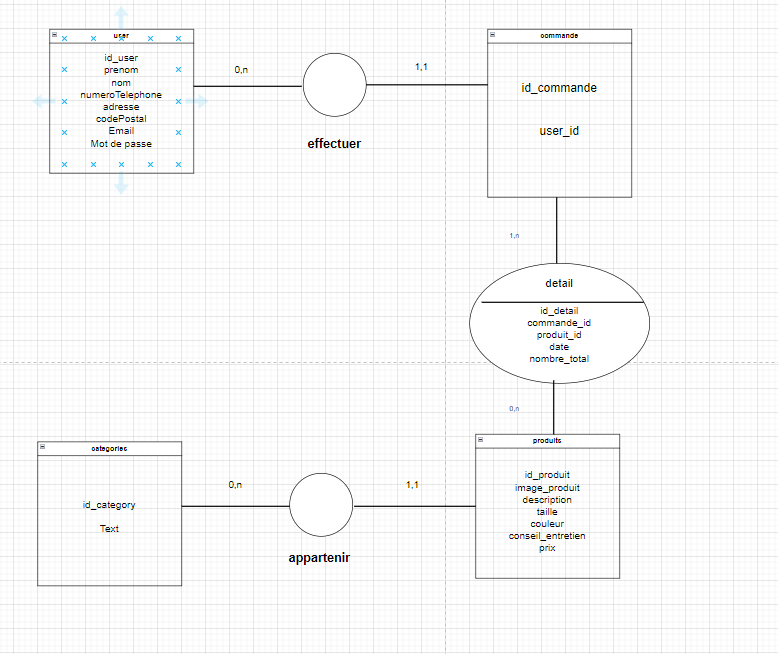 user
id_user
prenom
nom
numeroTelephone
adresse
codePostal
Email
Mot de passe
0,n
effectuer
1,1
commande
id_commande
user_id
1,n
detail
id_detail
commande_id
produit_id
date
nombre_total
0,n
categories
id_category
Text
0,n
appartenir
1,1
produits
id_produit
image_produit
description
taille
couleur
conseil_entretien
prix